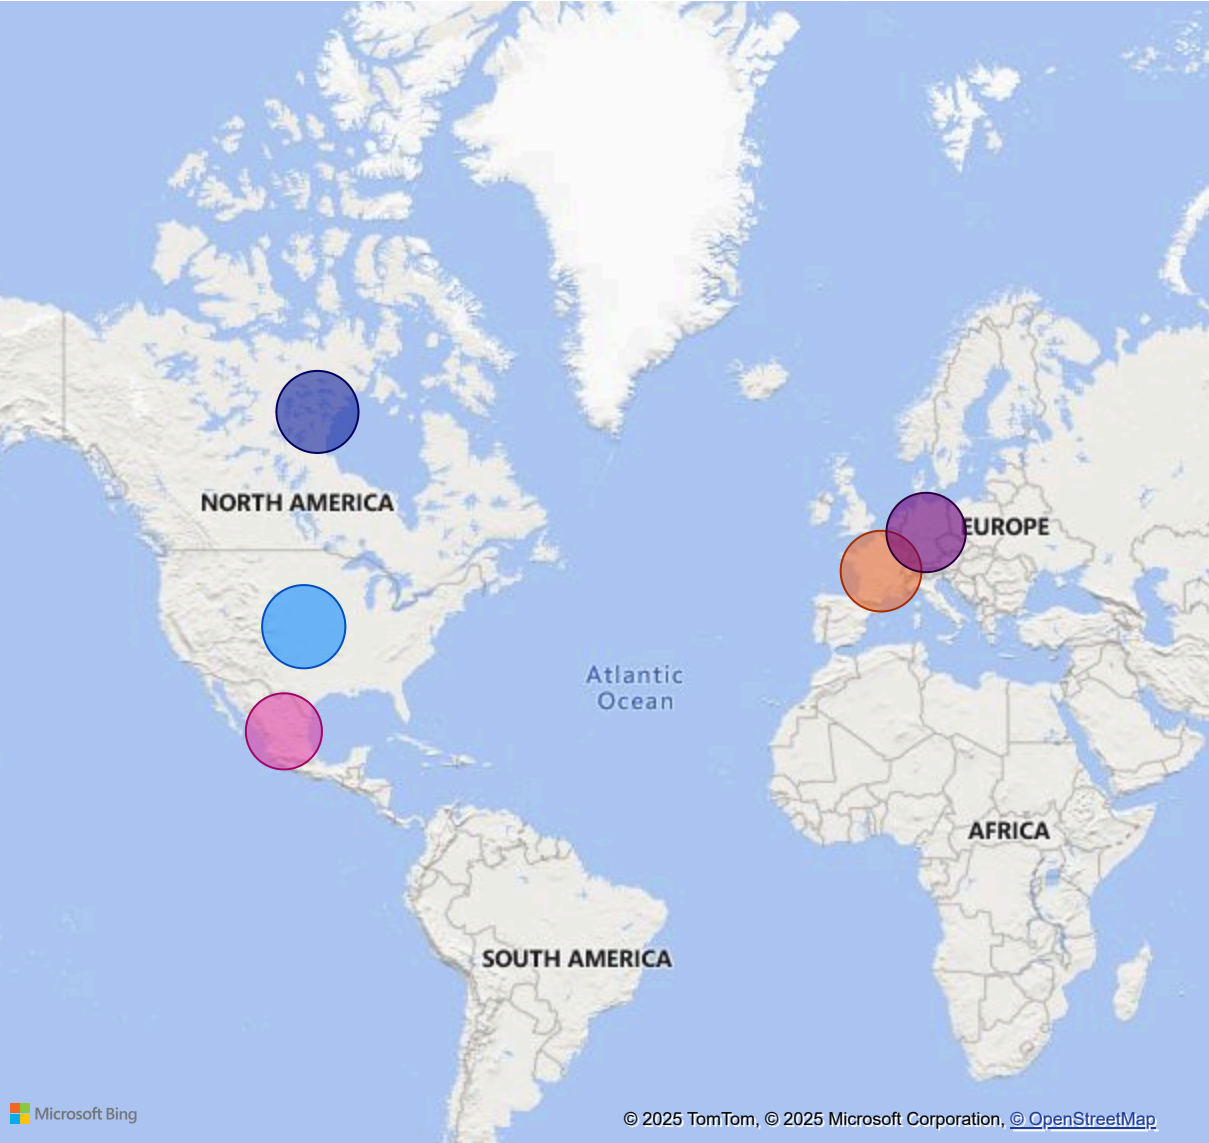 NORTH AMERICA
EUROPE
Atlantic
Ocean
AFRICA
SOUTH AMERICA
Microsoft Bing
© 2025 TomTom, © 2025 Microsoft Corporation, © OpenStreetMap